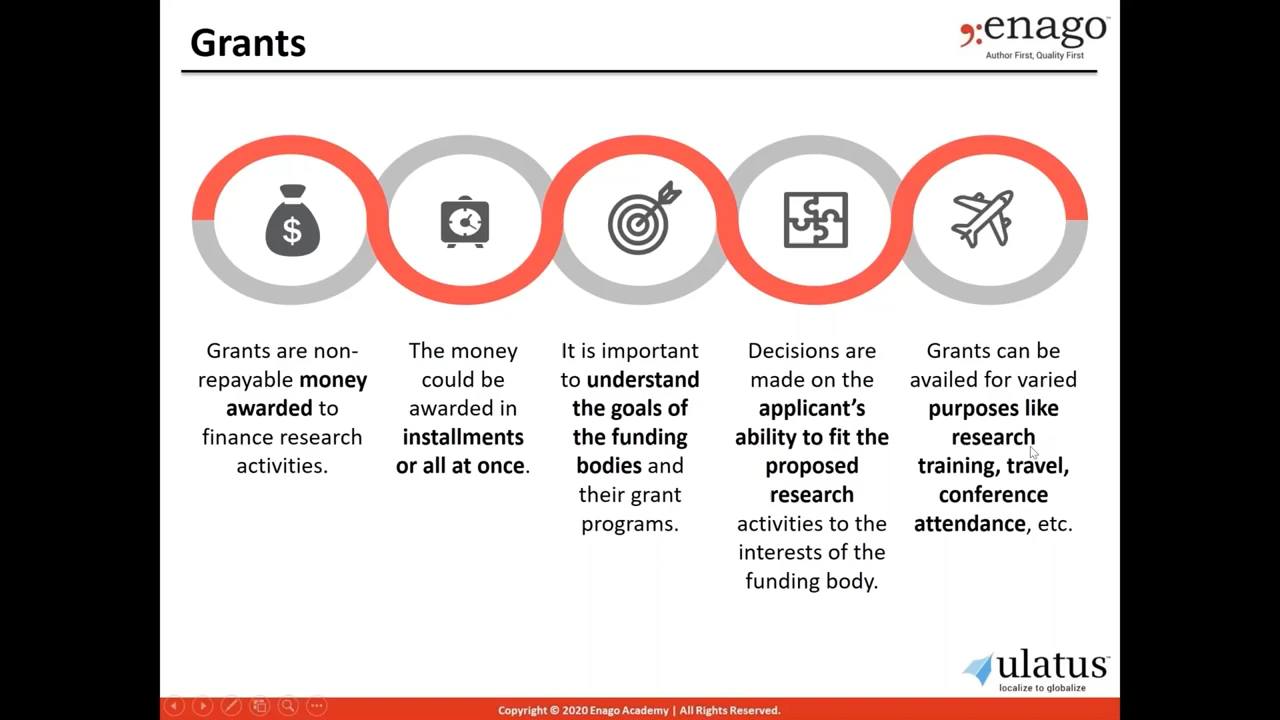 Grants
enago™
Author First, Quality First
$
Grants are non-
repayable money
awarded to
finance research
activities.
The money
could be
awarded in
installments
or all at once.
It is important
to understand
the goals of
the funding
bodies and
their grant
programs.
Decisions are
made on the
applicant’s
ability to fit the
proposed
research
activities to the
interests of the
funding body.
Grants can be
availed for varied
purposes like
research
training, travel,
conference
attendance, etc.
ulatus™
localize to globalize
Copyright © 2020 Enago Academy | All Rights Reserved.